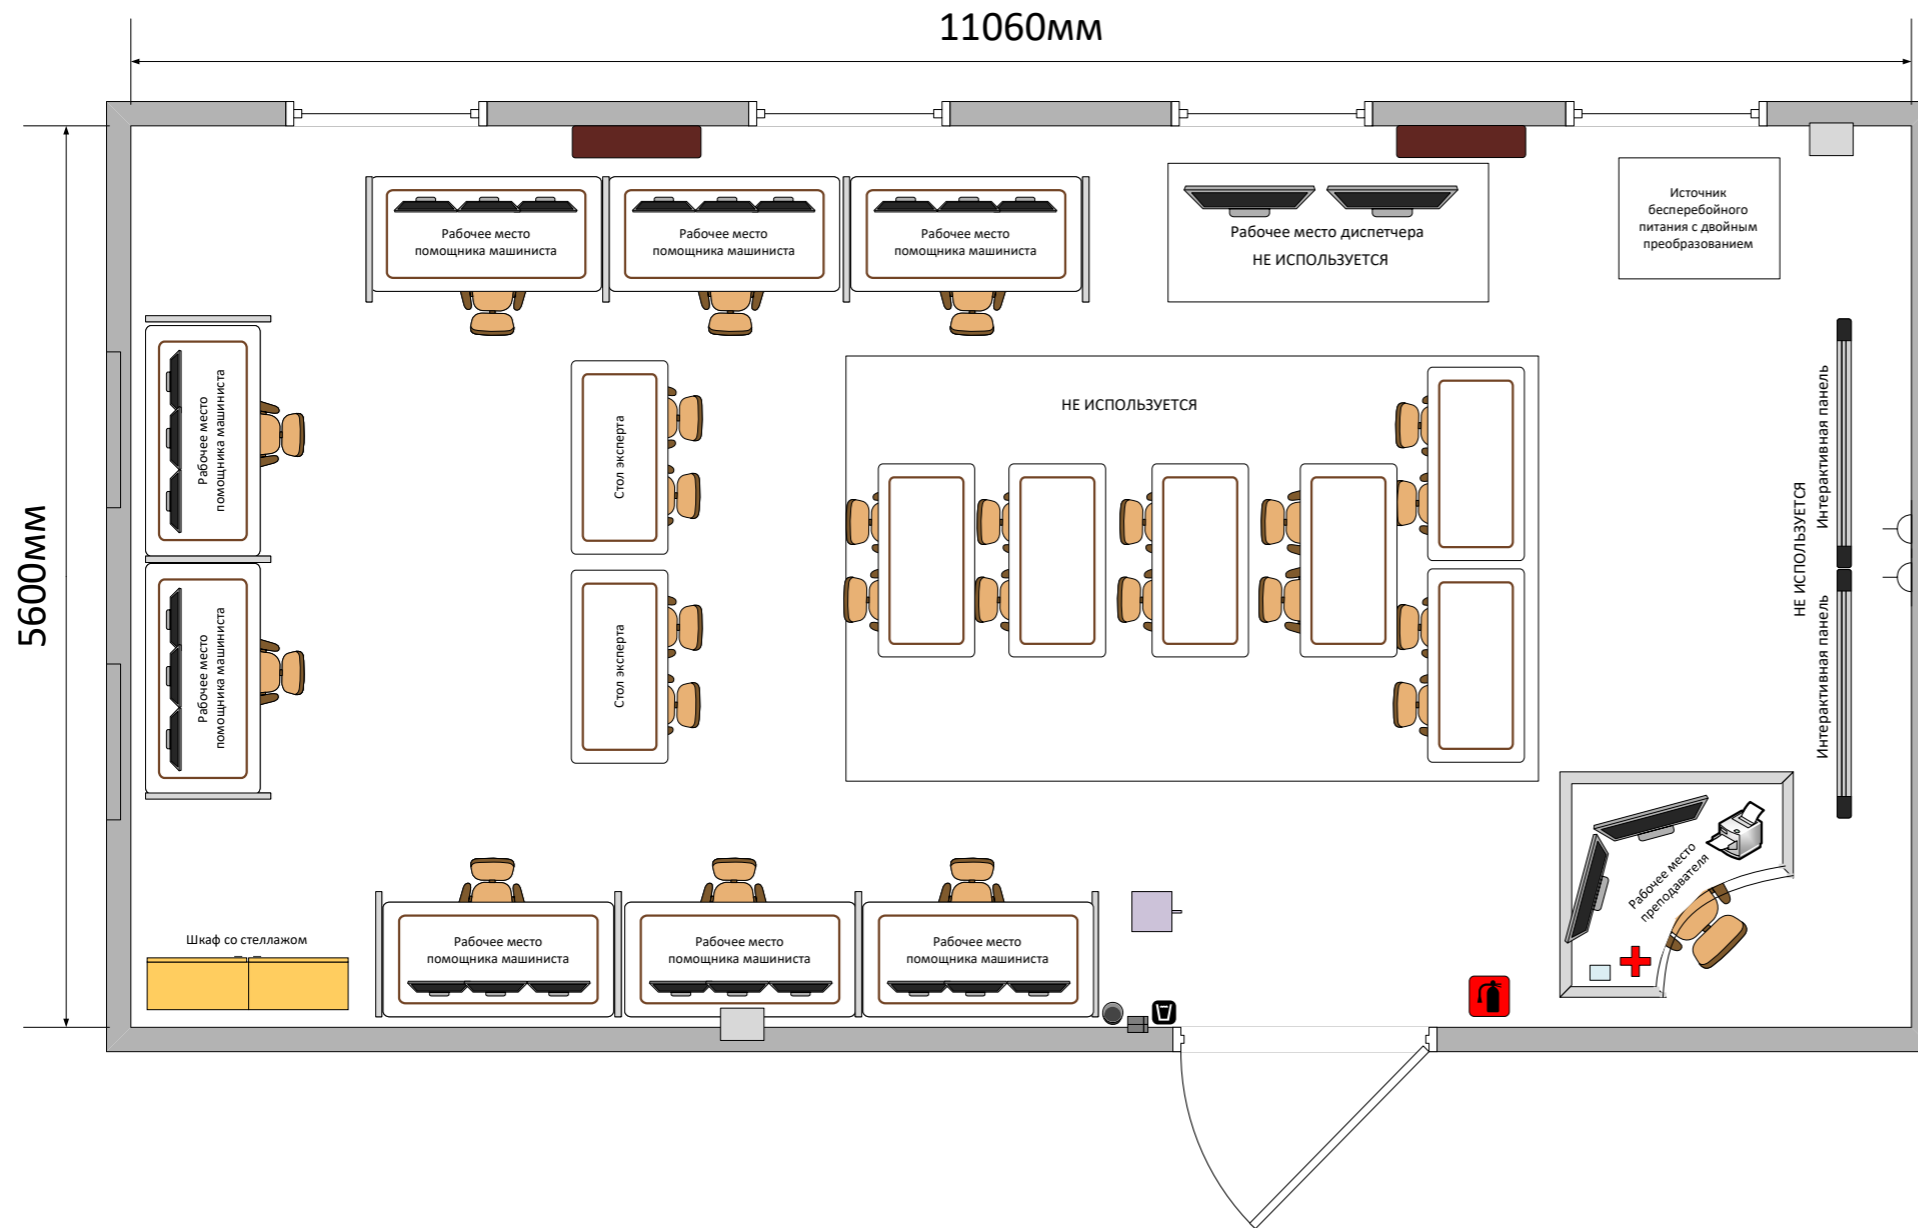 11060мм
5600мм
Рабочее место
помощника машиниста
Рабочее место
помощника машиниста
Рабочее место
помощника машиниста
Рабочее место диспетчера
НЕ ИСПОЛЬЗУЕТСЯ
Источник
бесперебойного
питания с двойным
преобразованием
Рабочее место
помощника машиниста
Стол эксперта
НЕ ИСПОЛЬЗУЕТСЯ
Интерактивная панель
НЕ ИСПОЛЬЗУЕТСЯ
Рабочее место
помощника машиниста
Стол эксперта
Интерактивная панель
Рабочее место
преподавателя
Шкаф со стеллажом
Рабочее место
помощника машиниста
Рабочее место
помощника машиниста
Рабочее место
помощника машиниста